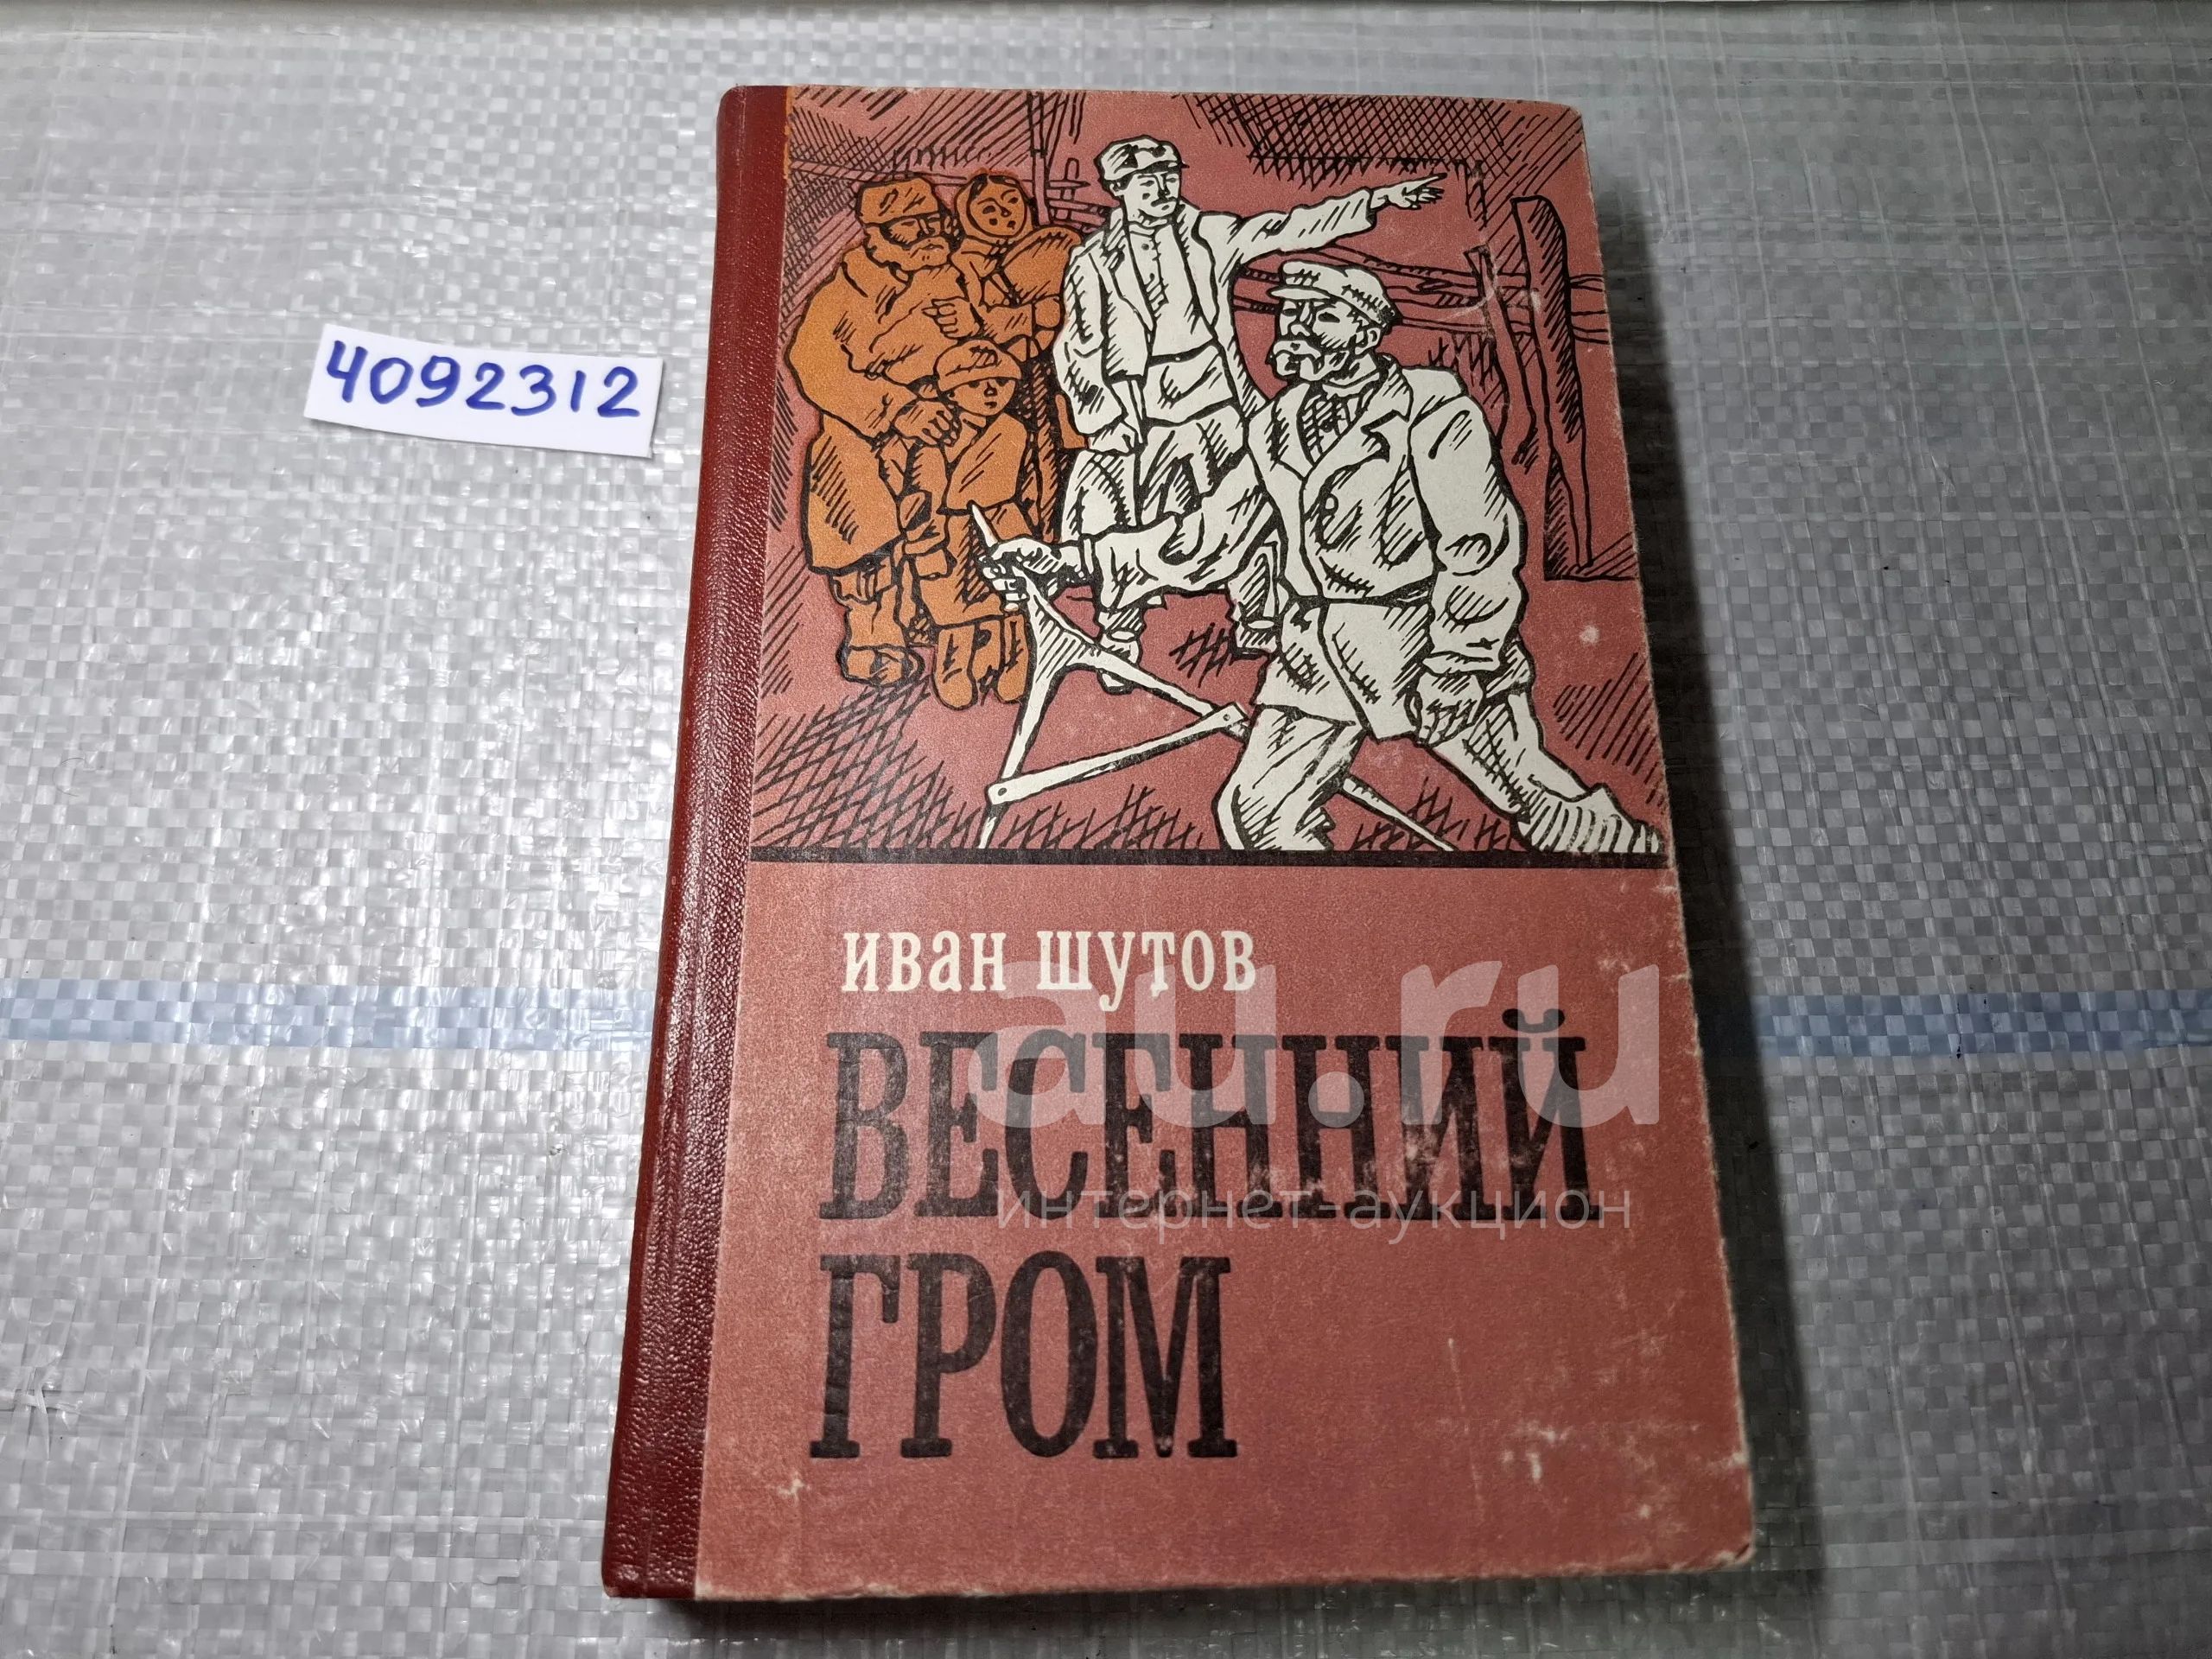 4092312
иван шутов
ВЕСЕННИЙ
ГРОМ
au.ru
интернет-аукцион